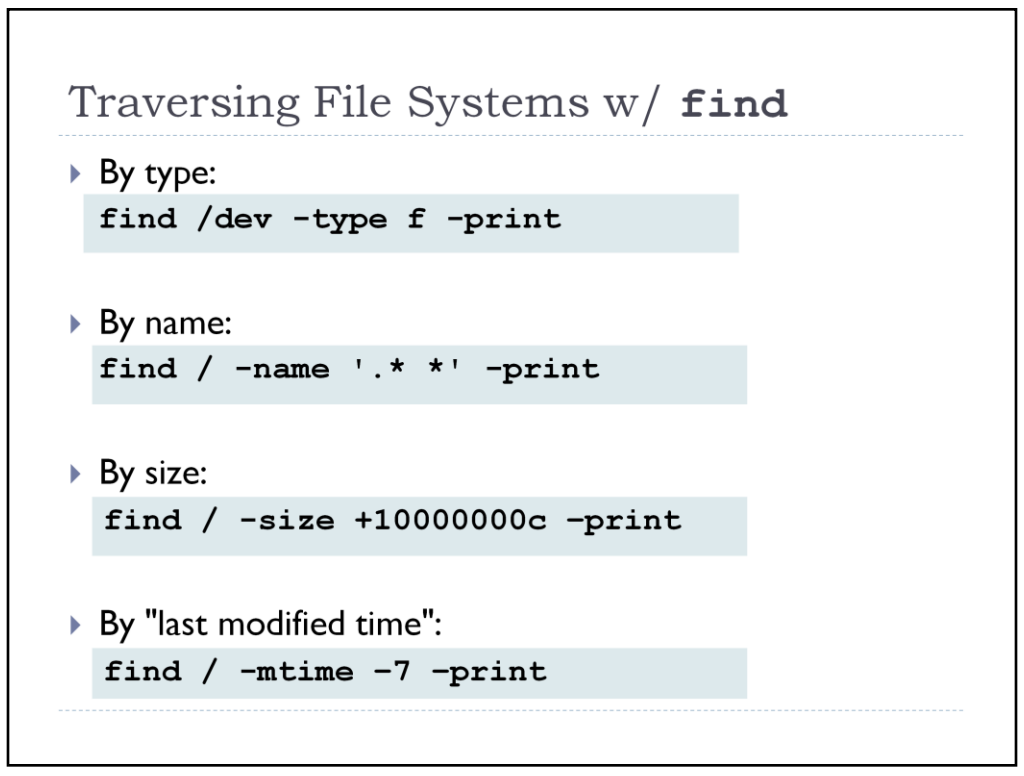 Traversing File Systems w/ find
By type:
find /dev -type f -print
By name:
find / -name '.* *' -print
By size:
find / -size +10000000c –print
By "last modified time":
find / –mtime –7 –print